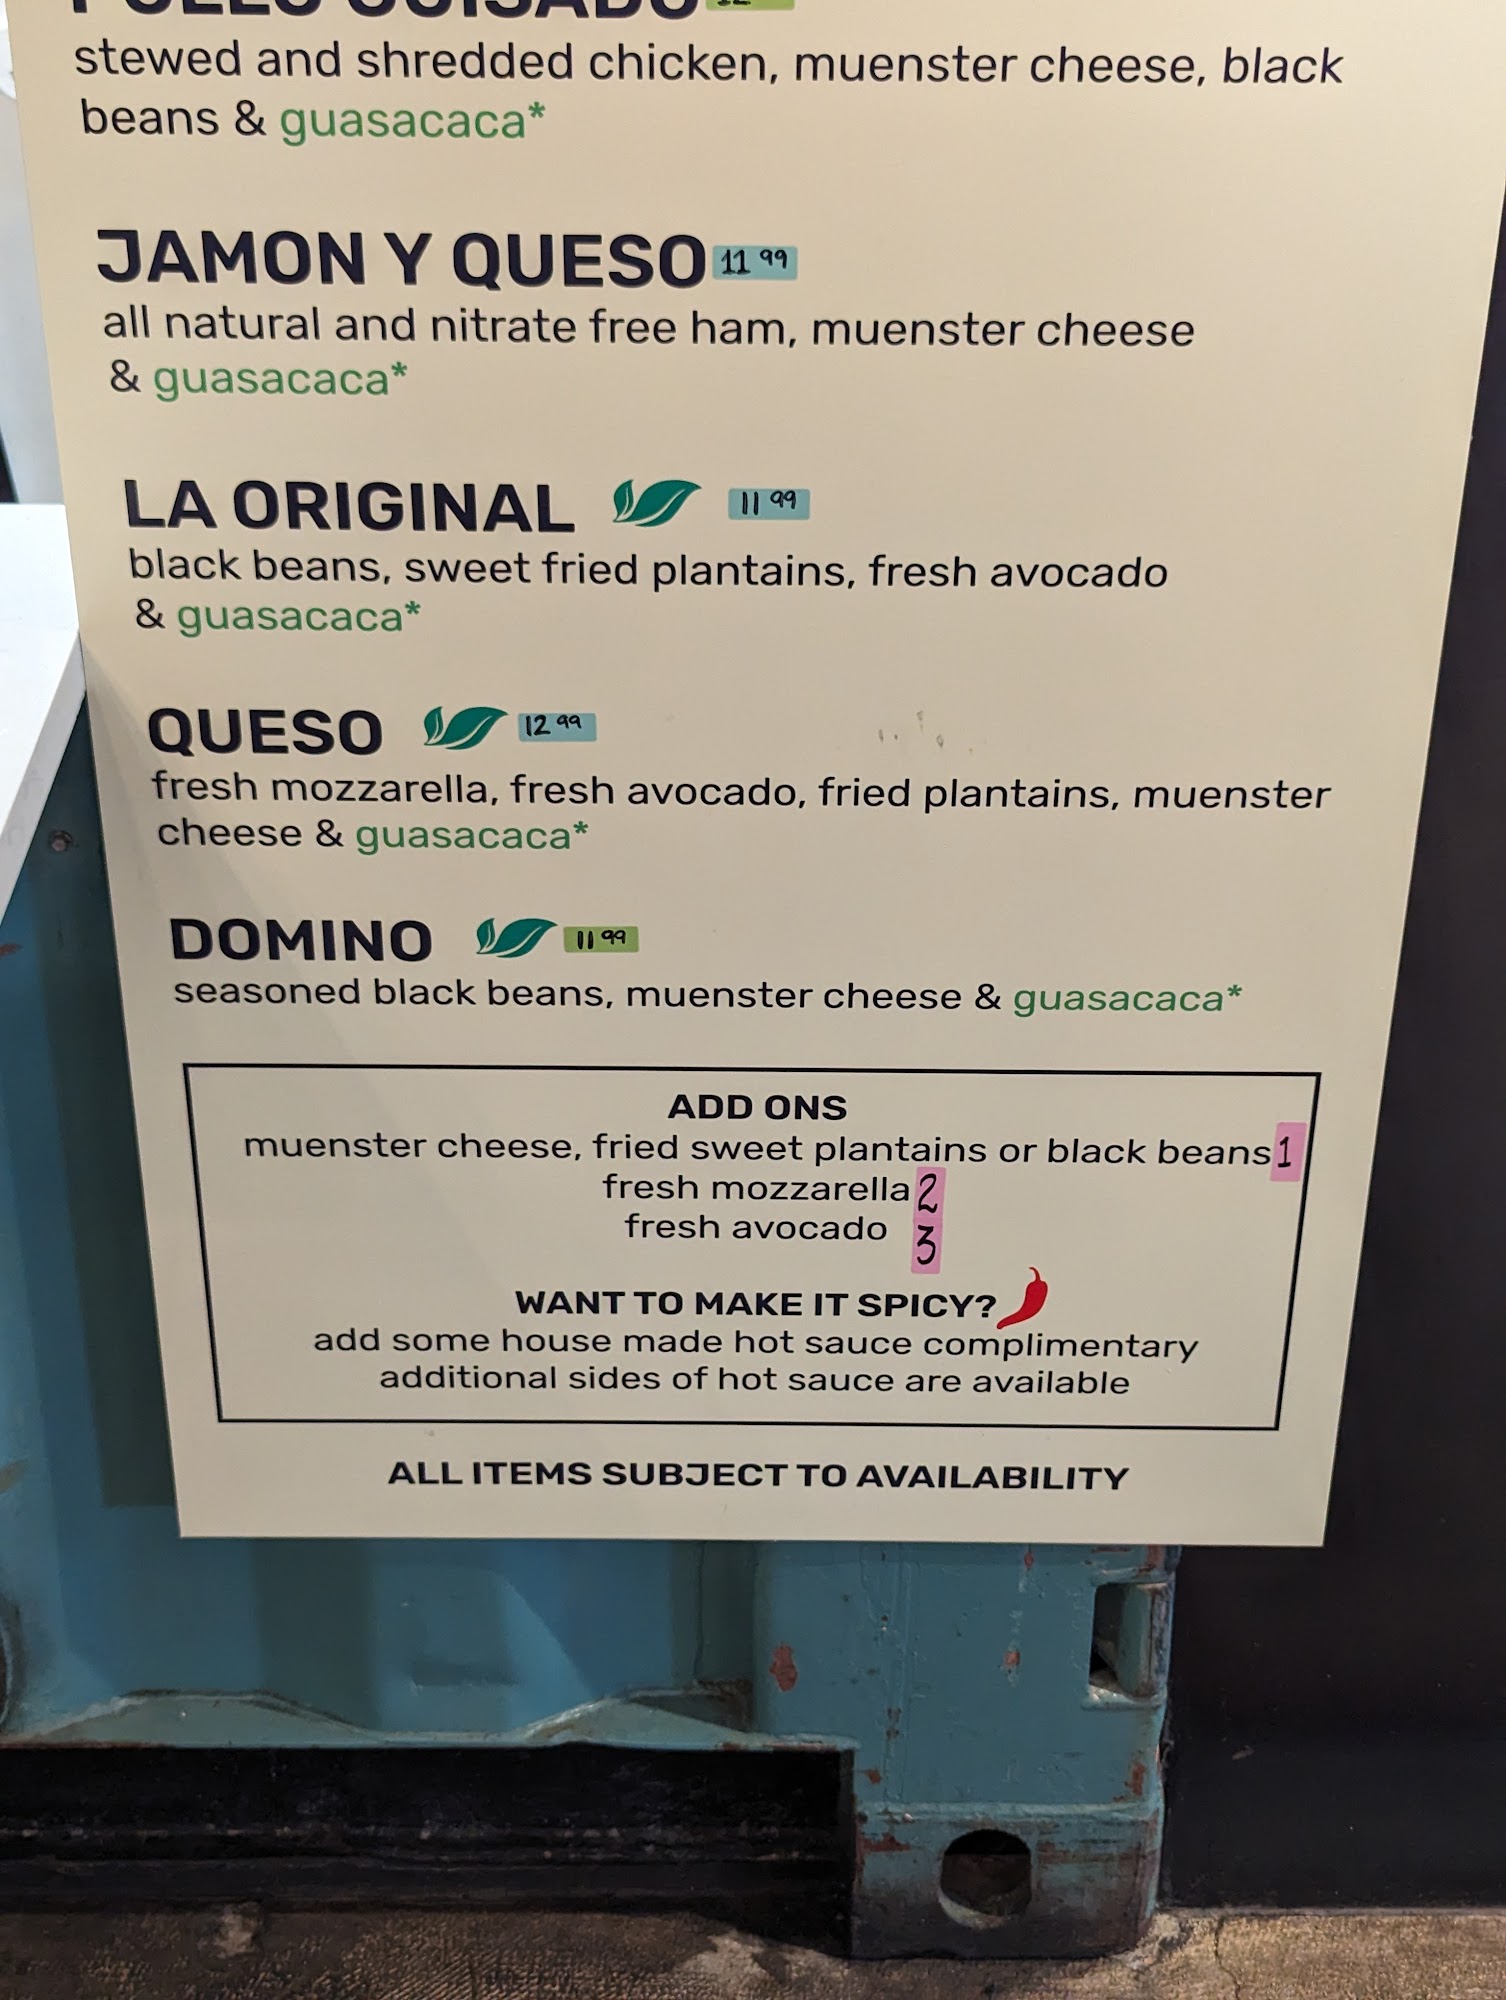 POLLO GUISADO
stewed and shredded chicken, muenster cheese, black
beans & guasacaca*
JAMON Y QUESO 11 99
all natural and nitrate free ham, muenster cheese
& guasacaca*
LA ORIGINAL 11 99
black beans, sweet fried plantains, fresh avocado
& guasacaca*
QUESO 12 99
fresh mozzarella, fresh avocado, fried plantains, muenster
cheese & guasacaca*
DOMINO 11 99
seasoned black beans, muenster cheese & guasacaca*
ADD ONS
muenster cheese, fried sweet plantains or black beans 1
fresh mozzarella 2
fresh avocado 3
WANT TO MAKE IT SPICY?
add some house made hot sauce complimentary
additional sides of hot sauce are available
ALL ITEMS SUBJECT TO AVAILABILITY